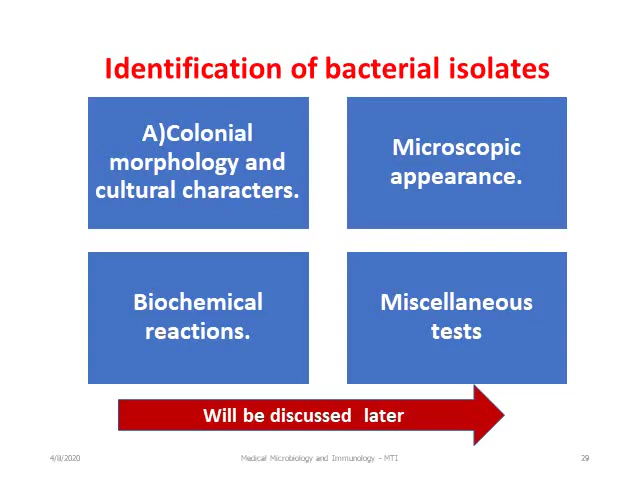 Identification of bacterial isolates
A)Colonial
morphology and
cultural characters.
Microscopic
appearance.
Biochemical
reactions.
Miscellaneous
tests
Will be discussed  later
4/8/2020
Medical Microbiology and Immunology - MTI
29